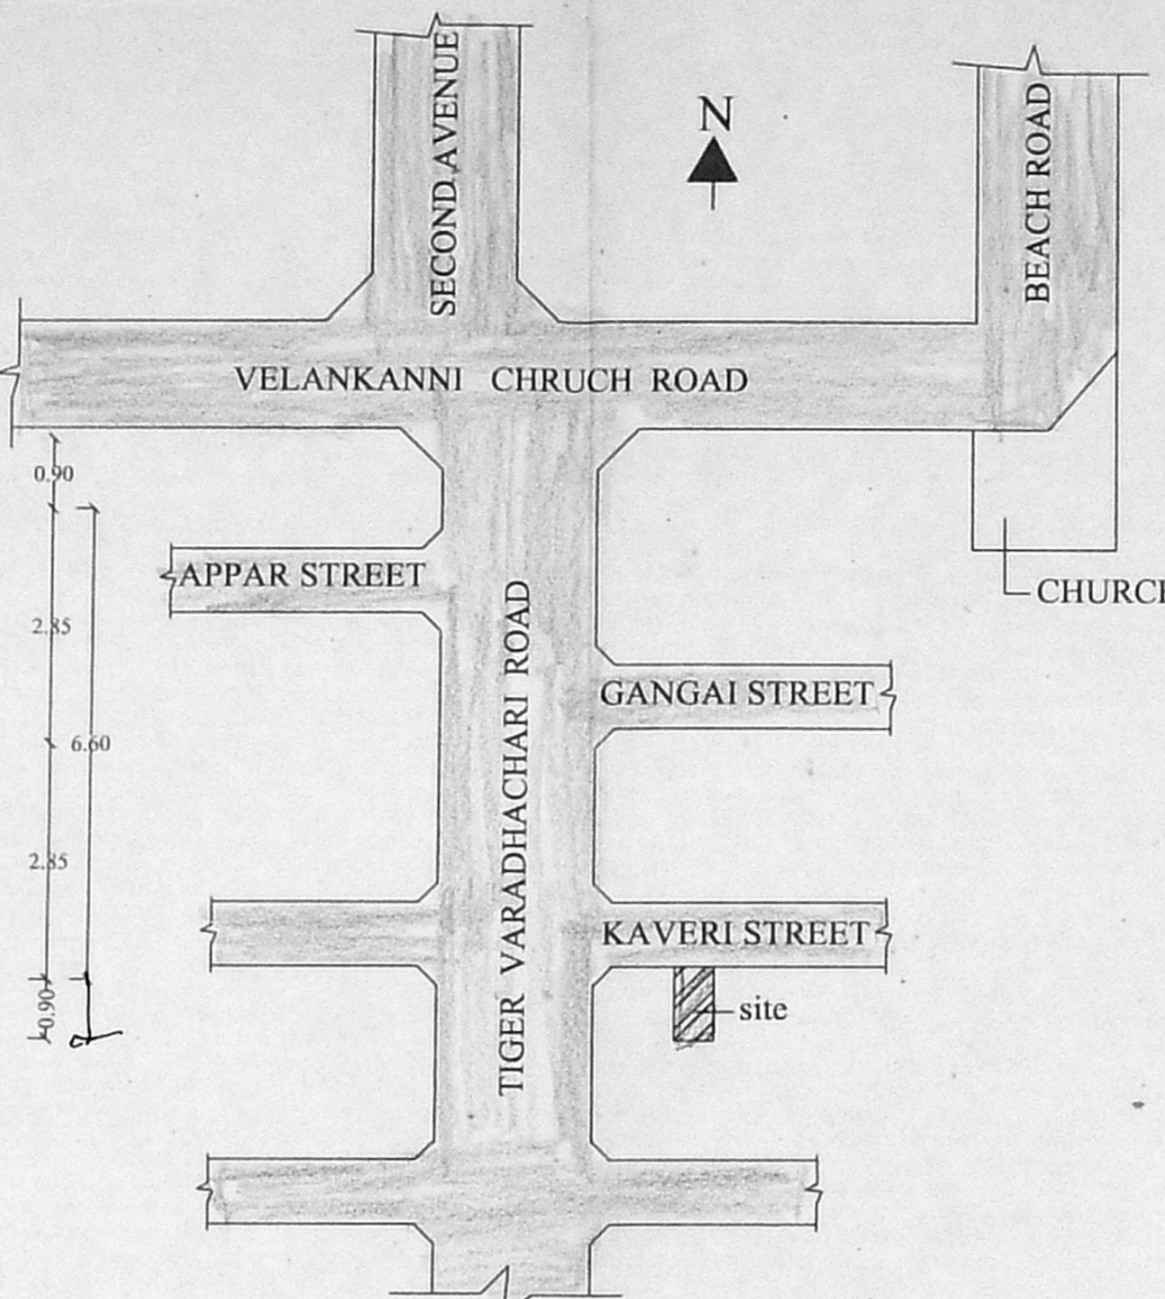 SECOND AVENUE
N
BEACH ROAD
VELANKANNI CHRUCH ROAD
0.90
APPAR STREET
CHURCH
2.85
TIGER VARADHACHARI ROAD
GANGAI STREET
6.60
2.85
KAVERI STREET
0.90
site